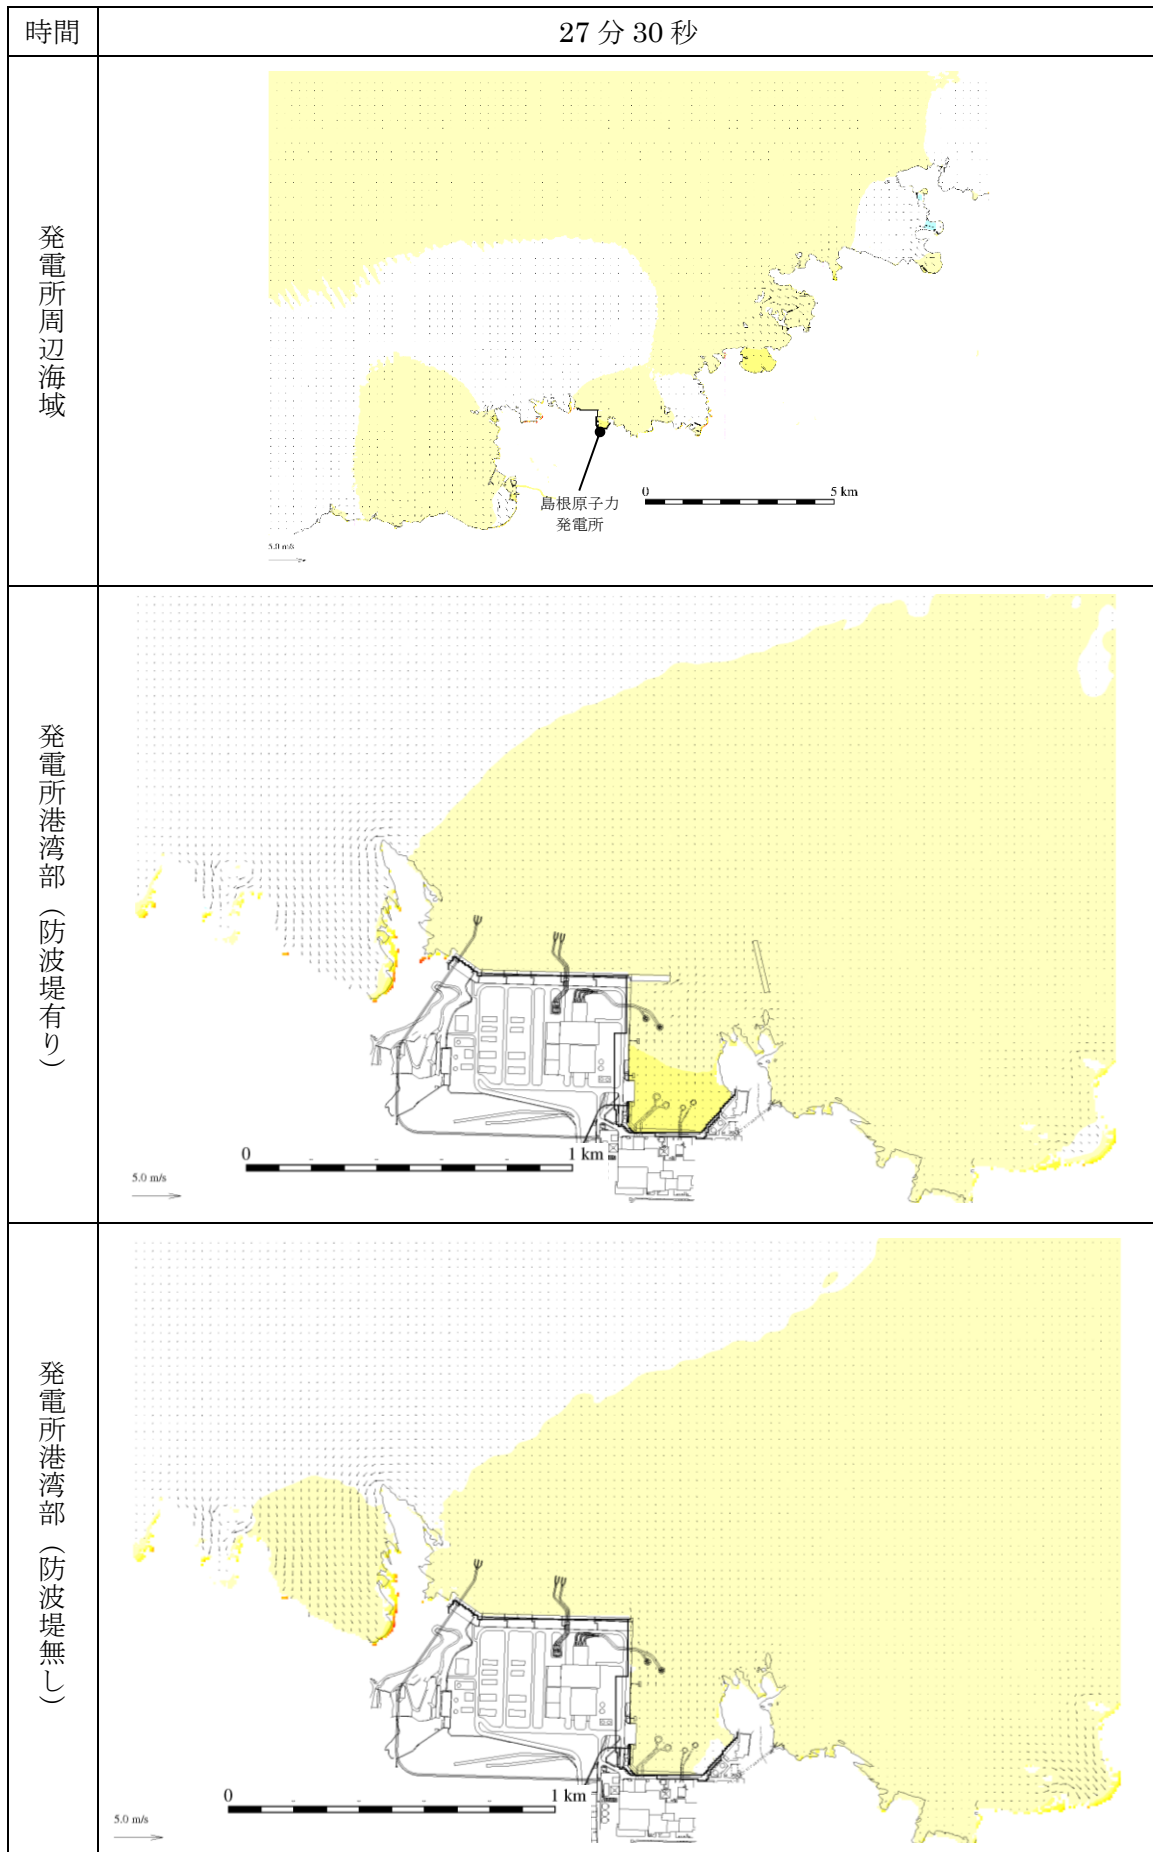 時間
27分30秒
発電所周辺海域
島根原子力
発電所
0 5 km
5.0 m/s
発電所港湾部（防波堤有り）
0 1 km
5.0 m/s
発電所港湾部（防波堤無し）
0 1 km
5.0 m/s